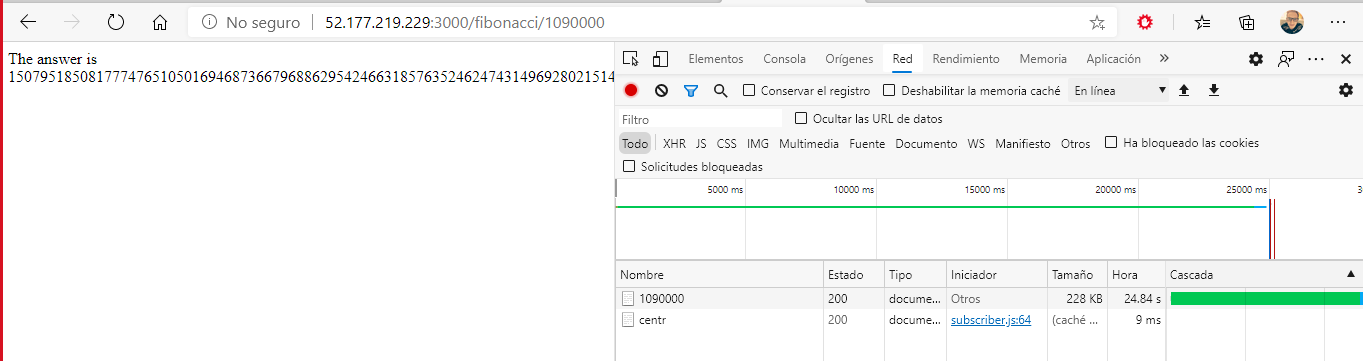 No seguro | 52.177.219.229:3000/fibonacci/1090000
The answer is
Elementos Consola Orígenes Red Rendimiento Memoria Aplicación
Conservar el registro Deshabilitar la memoria caché En línea
Filtro Ocultar las URL de datos
Todo XHR JS CSS IMG Multimedia Fuente Documento WS Manifiesto Otros Ha bloqueado las cookies
Solicitudes bloqueadas
5000 ms 10000 ms 15000 ms 20000 ms 25000 ms
Nombre Estado Tipo Iniciador Tamaño Hora Cascada
1090000 200 docume... Otros 228 KB 24.84 s
centr 200 docume... subscriber.js:64 (caché ... 9 ms